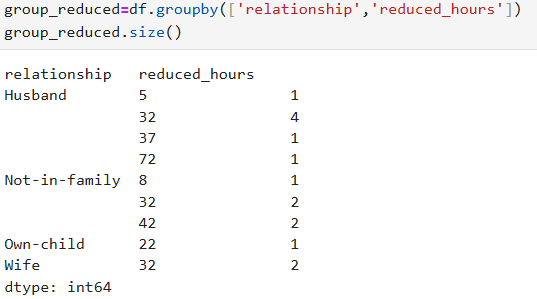 group_reduced=df.groupby(['relationship','reduced_hours'])
group_reduced.size()
relationship   reduced_hours
Husband        5                1
               32               4
               37               1
               72               1
Not-in-family  8                1
               32               2
               42               2
Own-child      22               1
Wife           32               2
dtype: int64